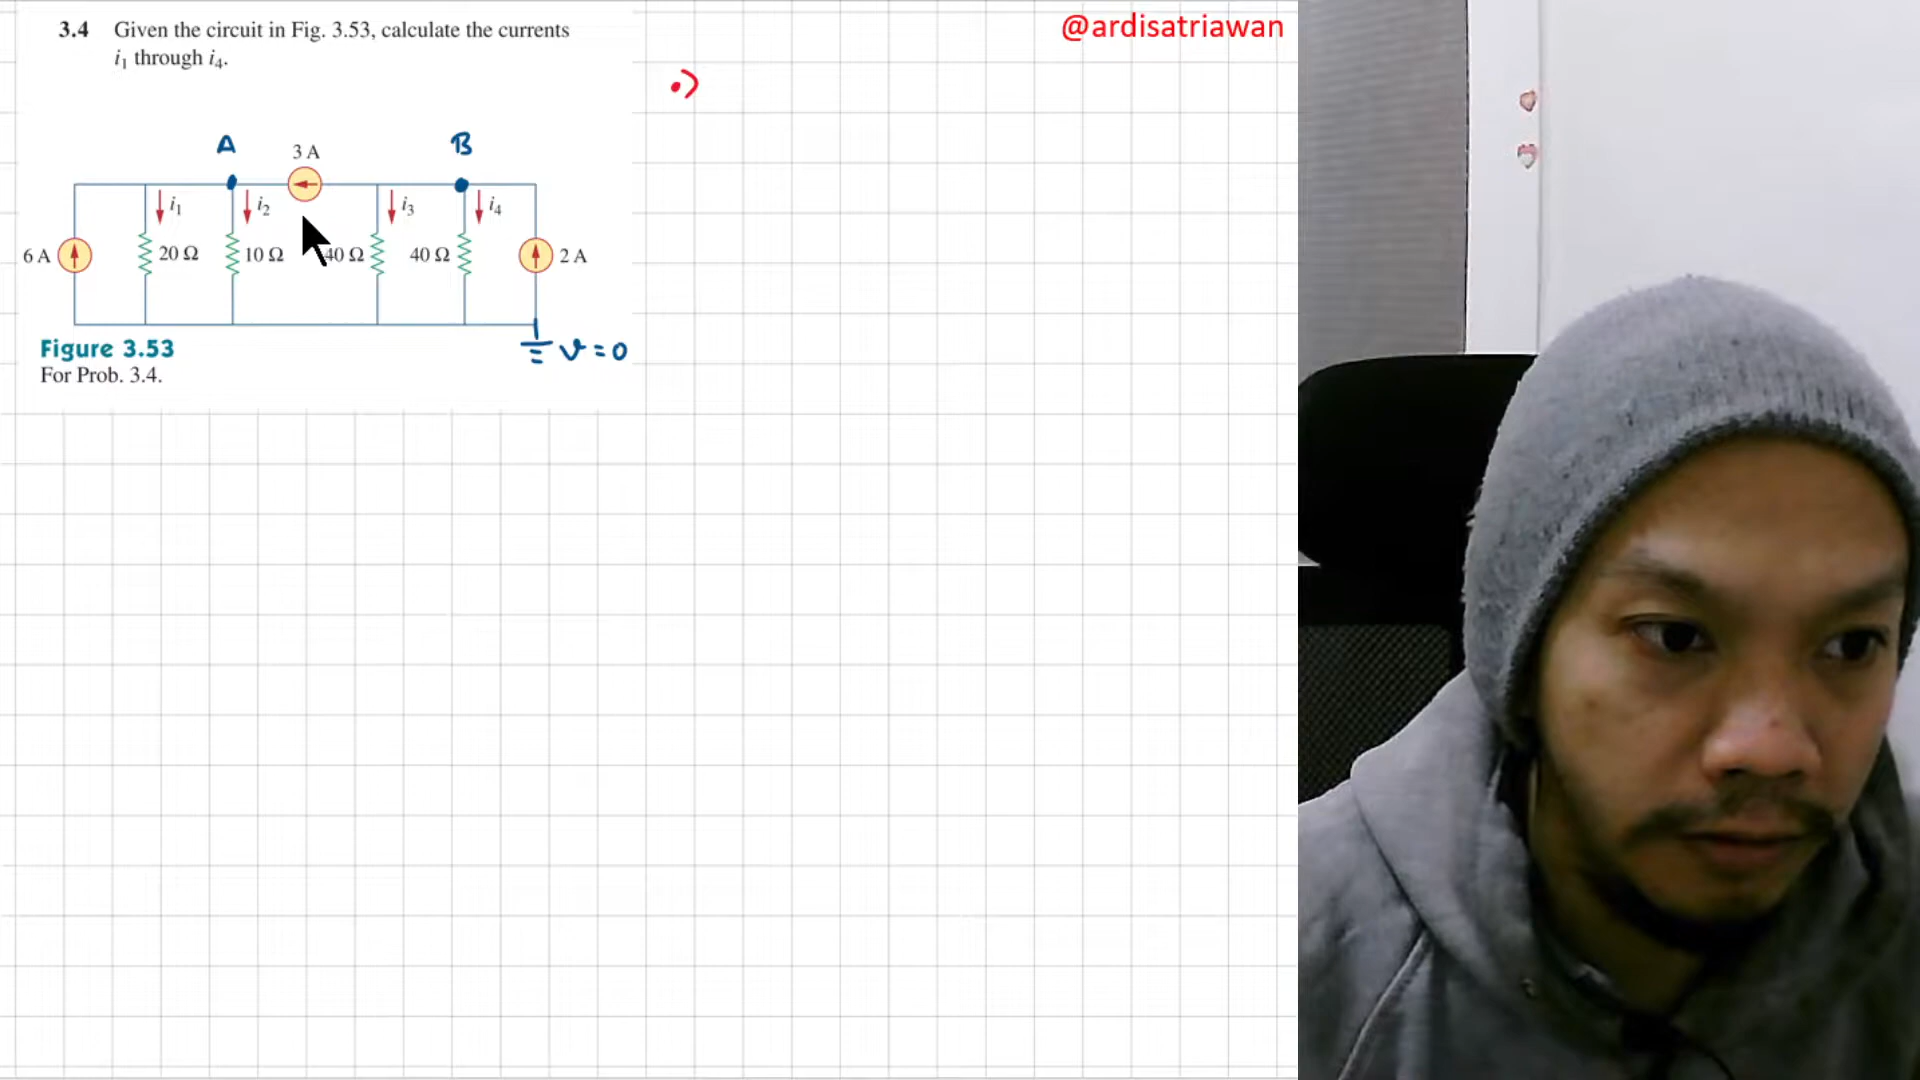 3.4 Given the circuit in Fig. 3.53, calculate the currents
i1 through i4.
@ardisatriawan
•)
A
3 A
B
i1
i2
i3
i4
6 A
20 Ω
10 Ω
40 Ω
40 Ω
2 A
v = 0
Figure 3.53
For Prob. 3.4.